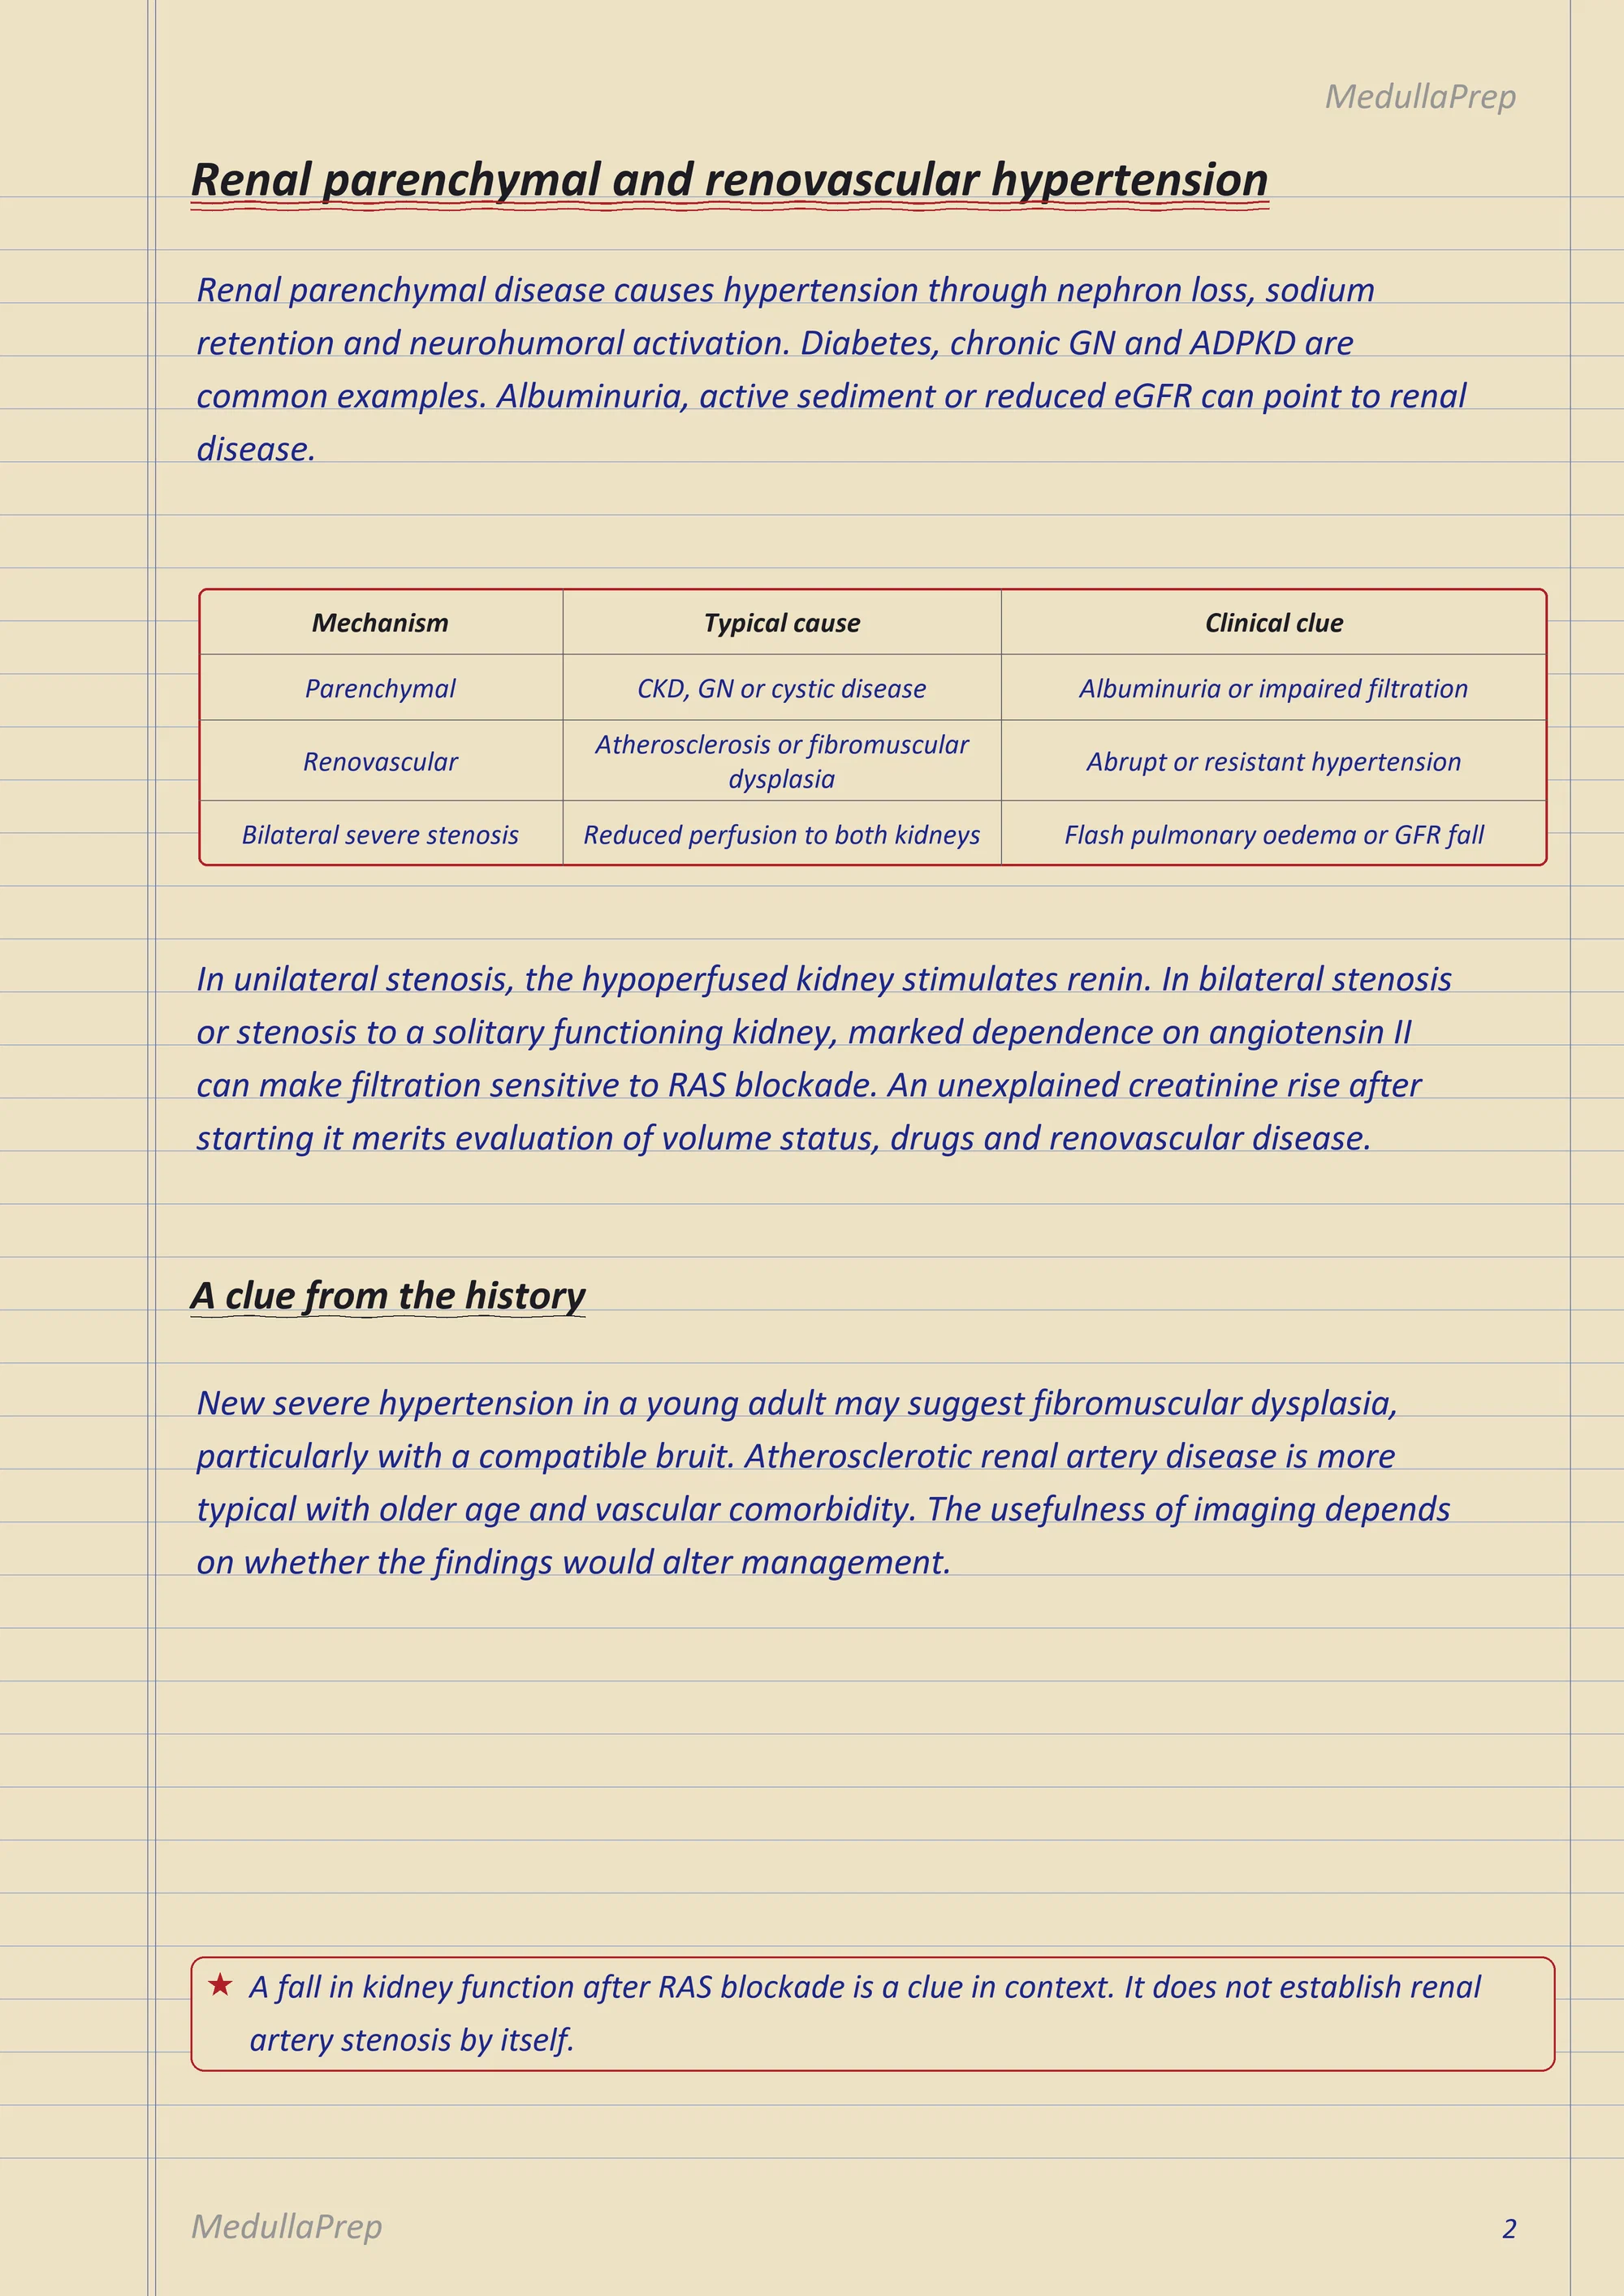 MedullaPrep
Renal parenchymal and renovascular hypertension
Renal parenchymal disease causes hypertension through nephron loss, sodium
retention and neurohumoral activation. Diabetes, chronic GN and ADPKD are
common examples. Albuminuria, active sediment or reduced eGFR can point to renal
disease.
Mechanism Typical cause Clinical clue
Parenchymal CKD, GN or cystic disease Albuminuria or impaired filtration
Renovascular Atherosclerosis or fibromuscular dysplasia Abrupt or resistant hypertension
Bilateral severe stenosis Reduced perfusion to both kidneys Flash pulmonary oedema or GFR fall
In unilateral stenosis, the hypoperfused kidney stimulates renin. In bilateral stenosis
or stenosis to a solitary functioning kidney, marked dependence on angiotensin II
can make filtration sensitive to RAS blockade. An unexplained creatinine rise after
starting it merits evaluation of volume status, drugs and renovascular disease.
A clue from the history
New severe hypertension in a young adult may suggest fibromuscular dysplasia,
particularly with a compatible bruit. Atherosclerotic renal artery disease is more
typical with older age and vascular comorbidity. The usefulness of imaging depends
on whether the findings would alter management.
★ A fall in kidney function after RAS blockade is a clue in context. It does not establish renal
artery stenosis by itself.
MedullaPrep 2